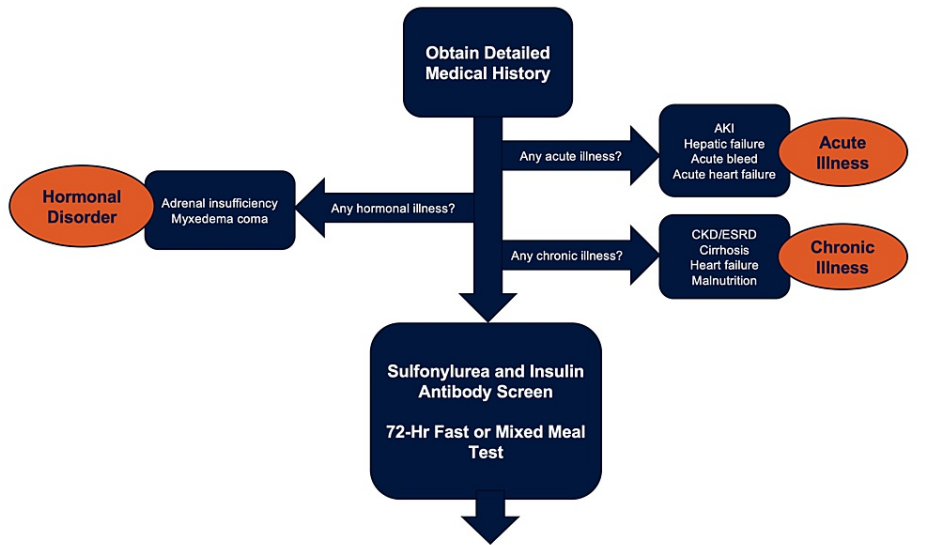 Obtain Detailed
Medical History
Any acute illness?
AKI
Hepatic failure
Acute bleed
Acute heart failure
Acute
Illness
Hormonal
Disorder
Adrenal insufficiency
Myxedema coma
Any hormonal illness?
Any chronic illness?
CKD/ESRD
Cirrhosis
Heart failure
Malnutrition
Chronic
Illness
Sulfonylurea and Insulin
Antibody Screen
72-Hr Fast or Mixed Meal
Test